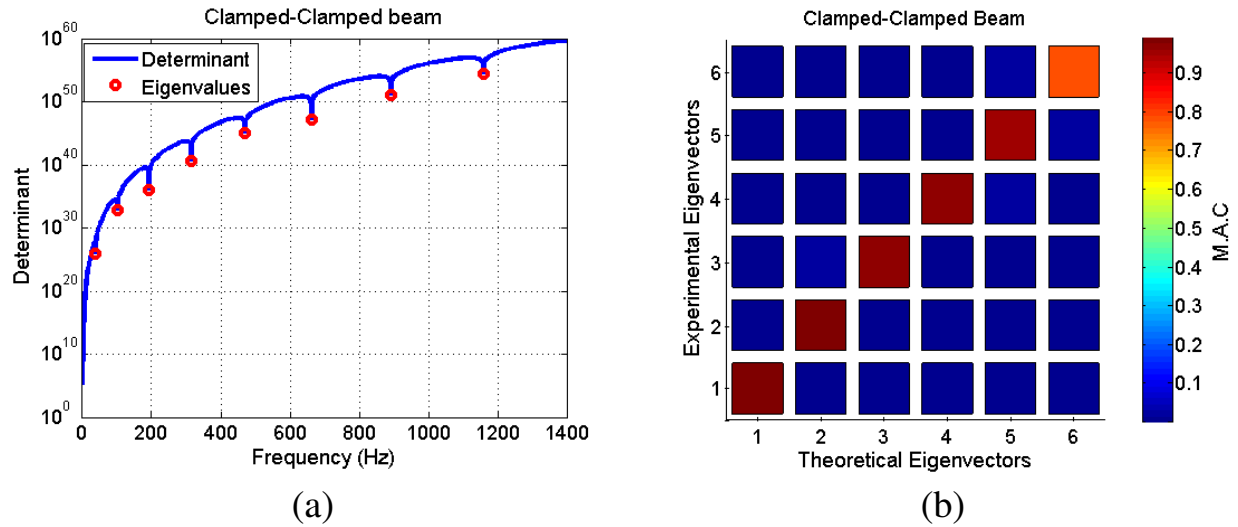 Clamped-Clamped beam
10^60
10^50
10^40
10^30
10^20
10^10
10^0
Determinant
Determinant
Eigenvalues
0 200 400 600 800 1000 1200 1400
Frequency (Hz)
(a)
Clamped-Clamped Beam
6
5
4
3
2
1
Experimental Eigenvectors
1 2 3 4 5 6
Theoretical Eigenvectors
0.9
0.8
0.7
0.6
0.5
0.4
0.3
0.2
0.1
M.A.C
(b)